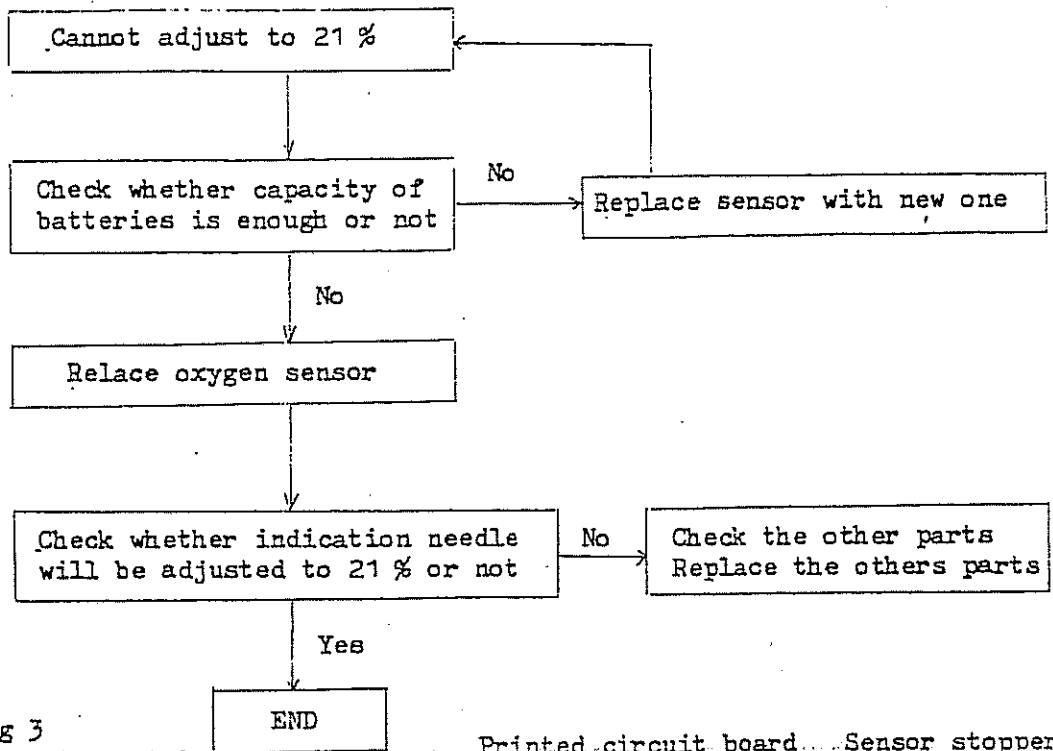 Cannot adjust to 21 %
Check whether capacity of
batteries is enough or not
No
Replace sensor with new one
No
Relace oxygen sensor
Check whether indication needle
will be adjusted to 21 % or not
No
Check the other parts
Replace the others parts
Yes
END
g 3
Printed circuit board Sensor stopper